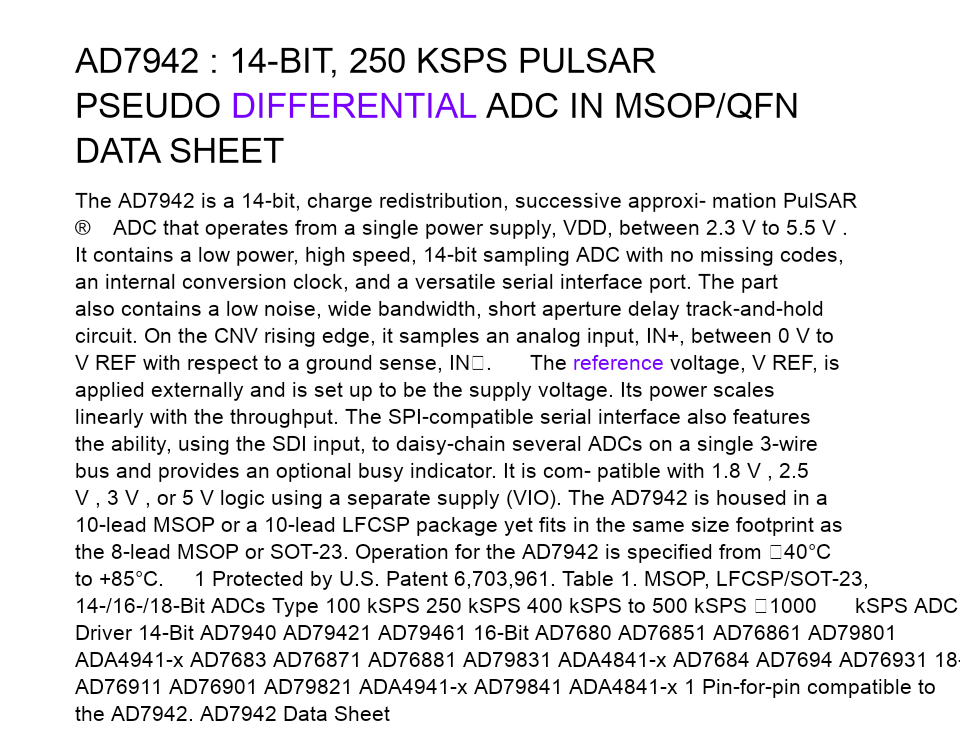 AD7942 : 14-BIT, 250 KSPS PULSAR
PSEUDO DIFFERENTIAL ADC IN MSOP/QFN
DATA SHEET
The AD7942 is a 14-bit, charge redistribution, successive approxi- mation PulSAR
® ADC that operates from a single power supply, VDD, between 2.3 V to 5.5 V .
It contains a low power, high speed, 14-bit sampling ADC with no missing codes,
an internal conversion clock, and a versatile serial interface port. The part
also contains a low noise, wide bandwidth, short aperture delay track-and-hold
circuit. On the CNV rising edge, it samples an analog input, IN+, between 0 V to
V REF with respect to a ground sense, IN□. The reference voltage, V REF, is
applied externally and is set up to be the supply voltage. Its power scales
linearly with the throughput. The SPI-compatible serial interface also features
the ability, using the SDI input, to daisy-chain several ADCs on a single 3-wire
bus and provides an optional busy indicator. It is com- patible with 1.8 V , 2.5
V , 3 V , or 5 V logic using a separate supply (VIO). The AD7942 is housed in a
10-lead MSOP or a 10-lead LFCSP package yet fits in the same size footprint as
the 8-lead MSOP or SOT-23. Operation for the AD7942 is specified from □40°C
to +85°C. 1 Protected by U.S. Patent 6,703,961. Table 1. MSOP, LFCSP/SOT-23,
14-/16-/18-Bit ADCs Type 100 kSPS 250 kSPS 400 kSPS to 500 kSPS □1000 kSPS ADC
Driver 14-Bit AD7940 AD79421 AD79461 16-Bit AD7680 AD76851 AD76861 AD79801
ADA4941-x AD7683 AD76871 AD76881 AD79831 ADA4841-x AD7684 AD7694 AD76931 18-
AD76911 AD76901 AD79821 ADA4941-x AD79841 ADA4841-x 1 Pin-for-pin compatible to
the AD7942. AD7942 Data Sheet